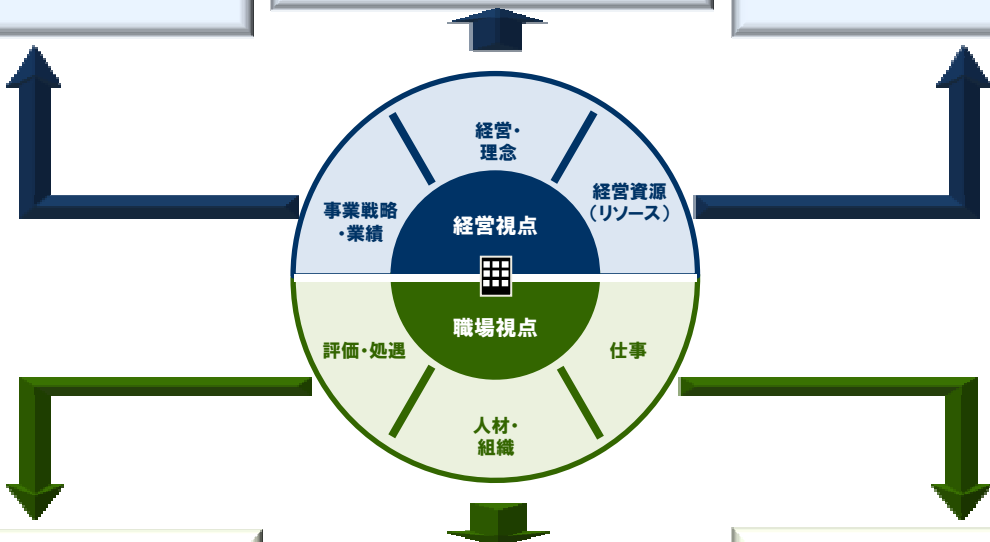 経営・
理念
事業戦略
・業績
経営資源
（リソース）
経営視点
職場視点
評価・処遇
仕事
人材・
組織